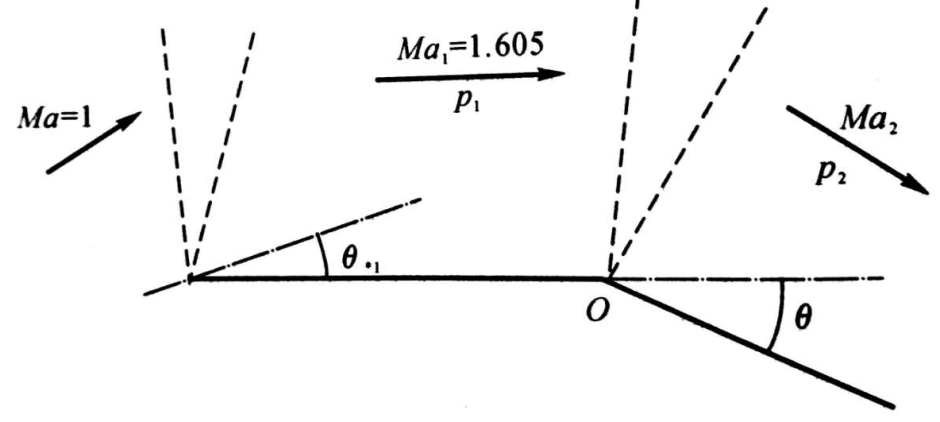 Ma₁=1.605
p₁
Ma=1
Ma₂
p₂
θ*₁
O
θ